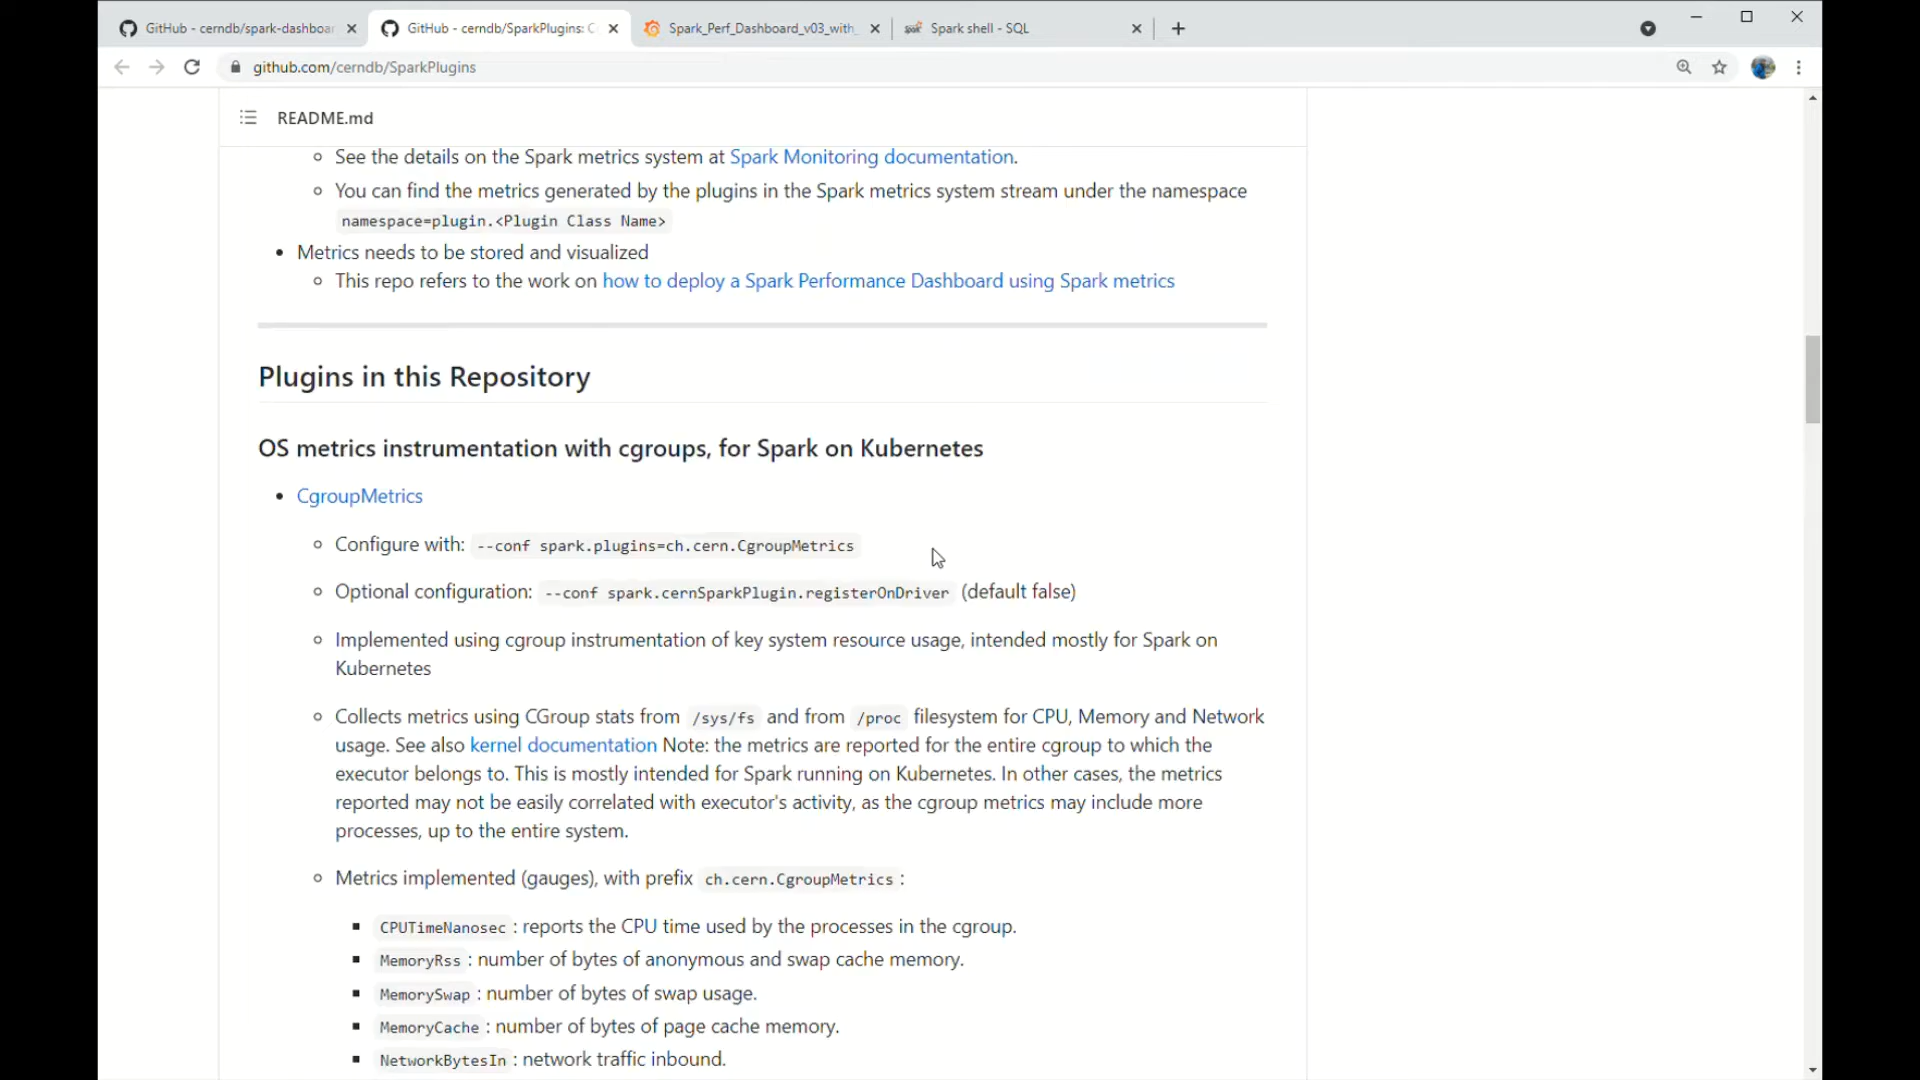 GitHub - cerndb/spark-dashboar
GitHub - cerndb/SparkPlugins: C
Spark_Perf_Dashboard_v03_with_
Spark shell - SQL
github.com/cerndb/SparkPlugins
README.md
See the details on the Spark metrics system at Spark Monitoring documentation.
You can find the metrics generated by the plugins in the Spark metrics system stream under the namespace
namespace=plugin.<Plugin Class Name>
Metrics needs to be stored and visualized
This repo refers to the work on how to deploy a Spark Performance Dashboard using Spark metrics
Plugins in this Repository
OS metrics instrumentation with cgroups, for Spark on Kubernetes
CgroupMetrics
Configure with: --conf spark.plugins=ch.cern.CgroupMetrics
Optional configuration: --conf spark.cernSparkPlugin.registerOnDriver (default false)
Implemented using cgroup instrumentation of key system resource usage, intended mostly for Spark on
Kubernetes
Collects metrics using CGroup stats from /sys/fs and from /proc filesystem for CPU, Memory and Network
usage. See also kernel documentation Note: the metrics are reported for the entire cgroup to which the
executor belongs to. This is mostly intended for Spark running on Kubernetes. In other cases, the metrics
reported may not be easily correlated with executor's activity, as the cgroup metrics may include more
processes, up to the entire system.
Metrics implemented (gauges), with prefix ch.cern.CgroupMetrics :
CPUTimeNanosec : reports the CPU time used by the processes in the cgroup.
MemoryRss : number of bytes of anonymous and swap cache memory.
MemorySwap : number of bytes of swap usage.
MemoryCache : number of bytes of page cache memory.
NetworkBytesIn : network traffic inbound.